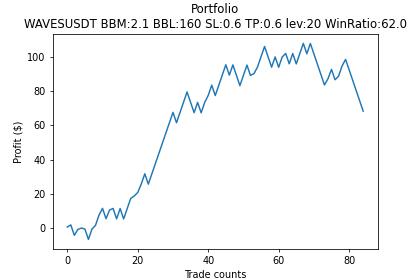 Portfolio
WAVESUSDT BBM:2.1 BBL:160 SL:0.6 TP:0.6 lev:20 WinRatio:62.0
100
80
60
40
20
0
Profit ($)
0 20 40 60 80
Trade counts